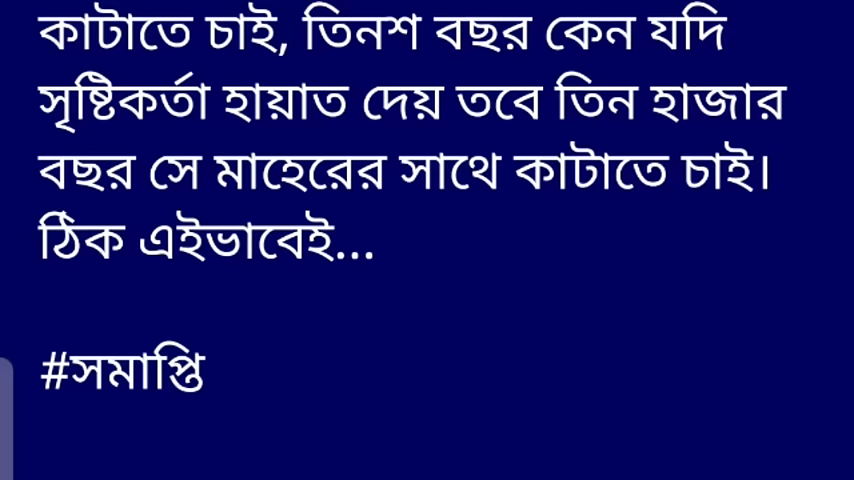 কাটাতে চাই, তিনশ বছর কেন যদি
সৃষ্টিকর্তা হায়াত দেয় তবে তিন হাজার
বছর সে মাহেরের সাথে কাটাতে চাই।
ঠিক এইভাবেই...
#সমাপ্তি